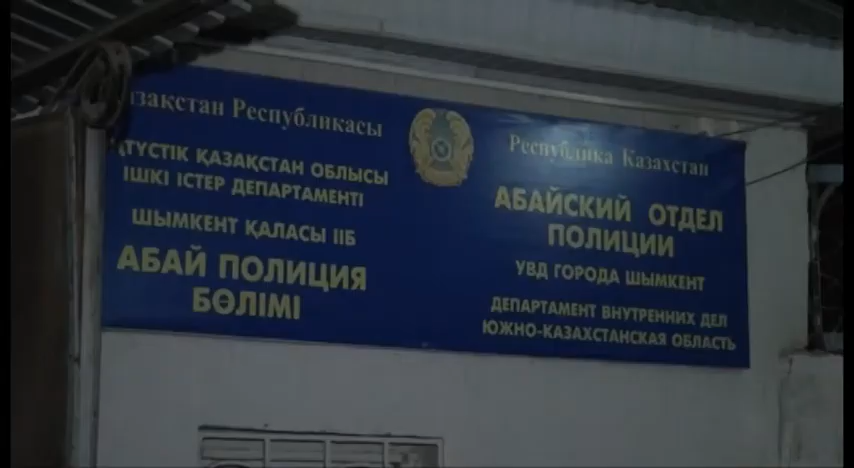 Республикасы
ҚАЗАҚСТАН ОБЛЫСЫ
ІШКІ ІСТЕР ДЕПАРТАМЕНТІ
ШЫМКЕНТ ҚАЛАСЫ ІІБ
АБАЙ ПОЛИЦИЯ
БӨЛІМІ
Республика Казахстан
АБАЙСКИЙ ОТДЕЛ
ПОЛИЦИИ
УВД ГОРОДА ШЫМКЕНТ
ДЕПАРТАМЕНТ ВНУТРЕННИХ ДЕЛ
ЮЖНО-КАЗАХСТАНСКАЯ ОБЛАСТЬ